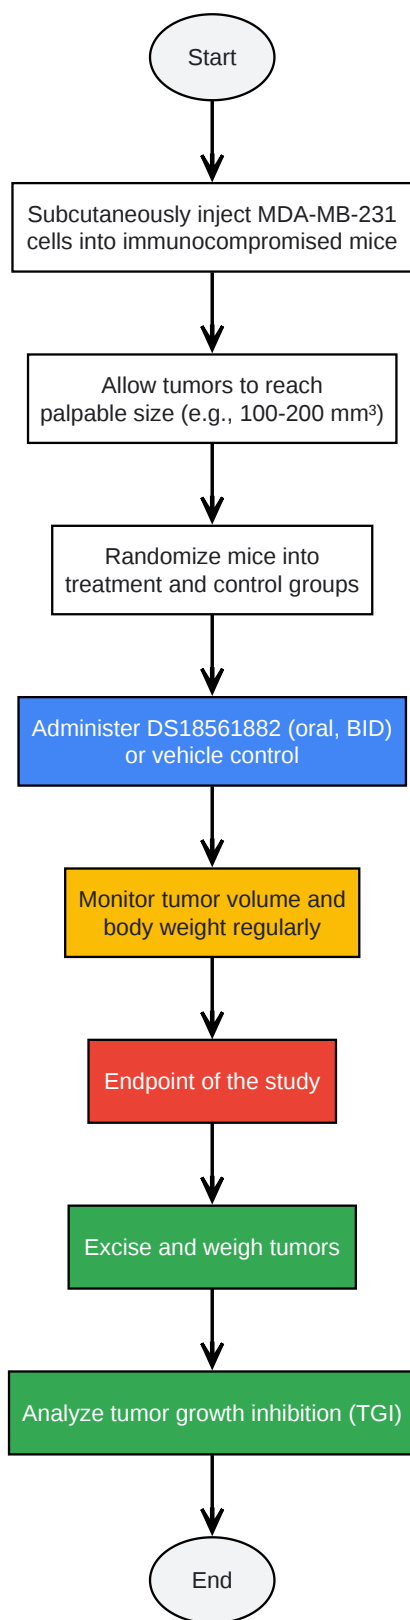 Start
Subcutaneously inject MDA-MB-231
cells into immunocompromised mice
Allow tumors to reach
palpable size (e.g., 100-200 mm³)
Randomize mice into
treatment and control groups
Administer DS18561882 (oral, BID)
or vehicle control
Monitor tumor volume and
body weight regularly
Endpoint of the study
Excise and weigh tumors
Analyze tumor growth inhibition (TGI)
End